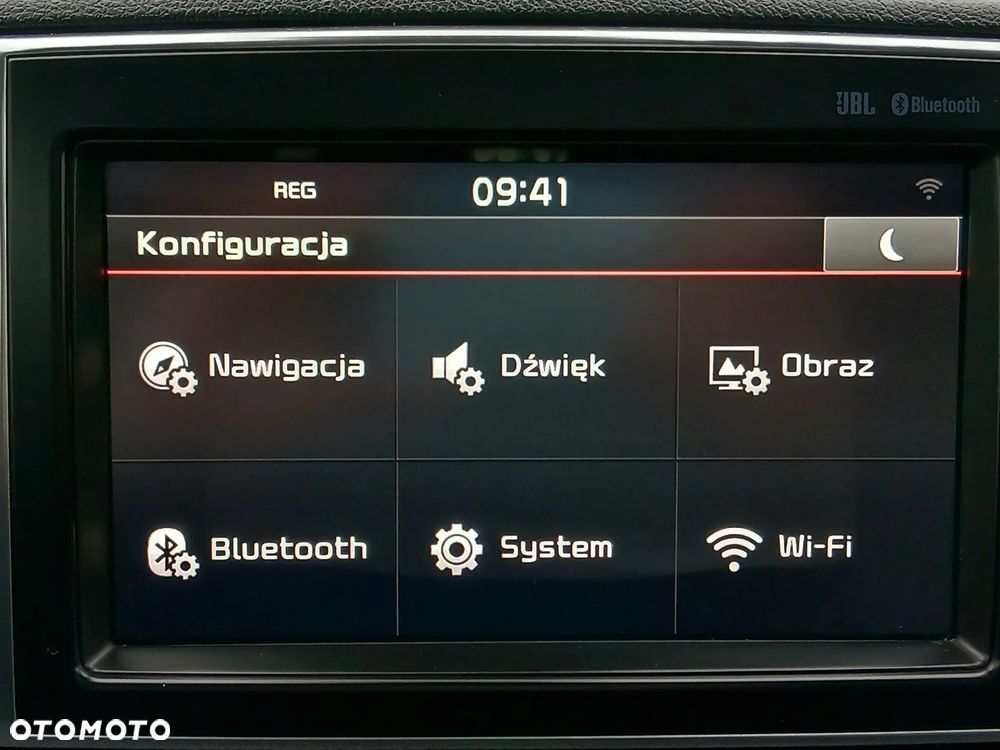 JBL Bluetooth
REG 09:41
Konfiguracja
Nawigacja Dźwięk Obraz
Bluetooth System Wi-Fi
OTOMOTO